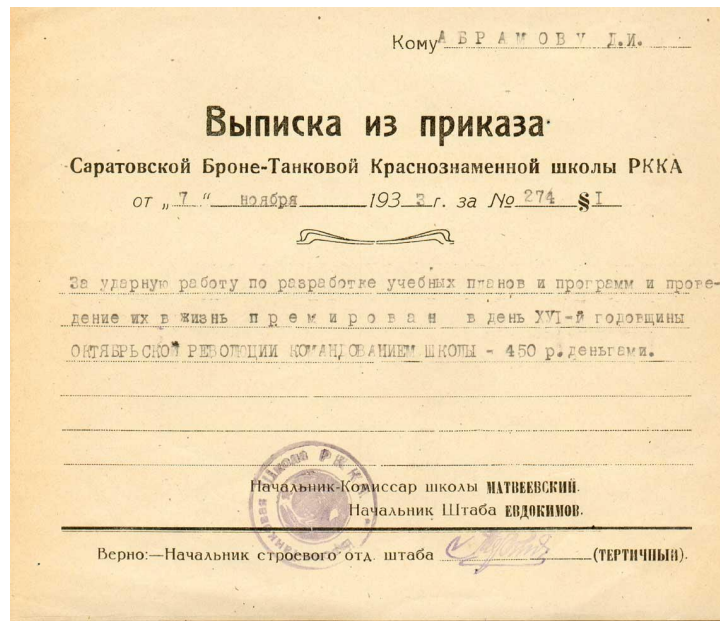 Кому АБРАМОВУ Д.И.
Выписка из приказа
Саратовской Броне-Танковой Краснознаменной школы РККА
от „7" ноября 1933 г. за № 274 § I
За ударную работу по разработке учебных планов и программ и прове-
дение их в жизнь премирован в день XVI-й годовщины
ОКТЯБРЬСКОЙ РЕВОЛЮЦИИ КОМАНДОВАНИЕМ ШКОЛЫ - 450 р. деньгами.
Начальник-Комиссар школы МАТВЕЕВСКИЙ.
Начальник Штаба ЕВДОКИМОВ.
Верно:—Начальник строевого отд. штаба (ТЕРТИЧНЫЙ).